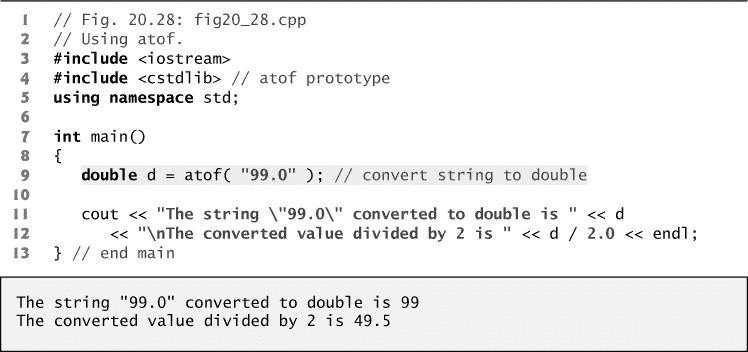 1 // Fig. 20.28: fig20_28.cpp
2 // Using atof.
3 #include <iostream>
4 #include <cstdlib> // atof prototype
5 using namespace std;
6
7 int main()
8 {
9 double d = atof( "99.0" ); // convert string to double
10
11 cout << "The string \"99.0\" converted to double is " << d
12 << "\nThe converted value divided by 2 is " << d / 2.0 << endl;
13 } // end main
The string "99.0" converted to double is 99
The converted value divided by 2 is 49.5